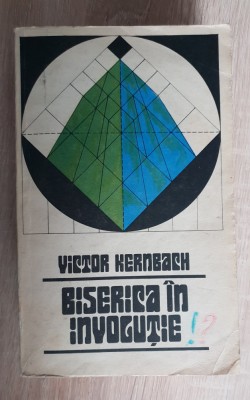 VICTOR KERNBACH
BISERICA ÎN
INVOLUȚIE !?